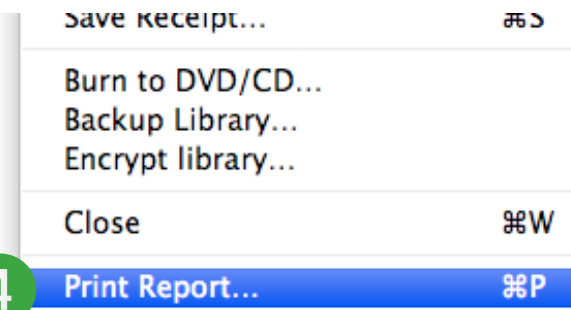 Save Receipt... ⌘S
Burn to DVD/CD...
Backup Library...
Encrypt library...
Close ⌘W
4 Print Report... ⌘P